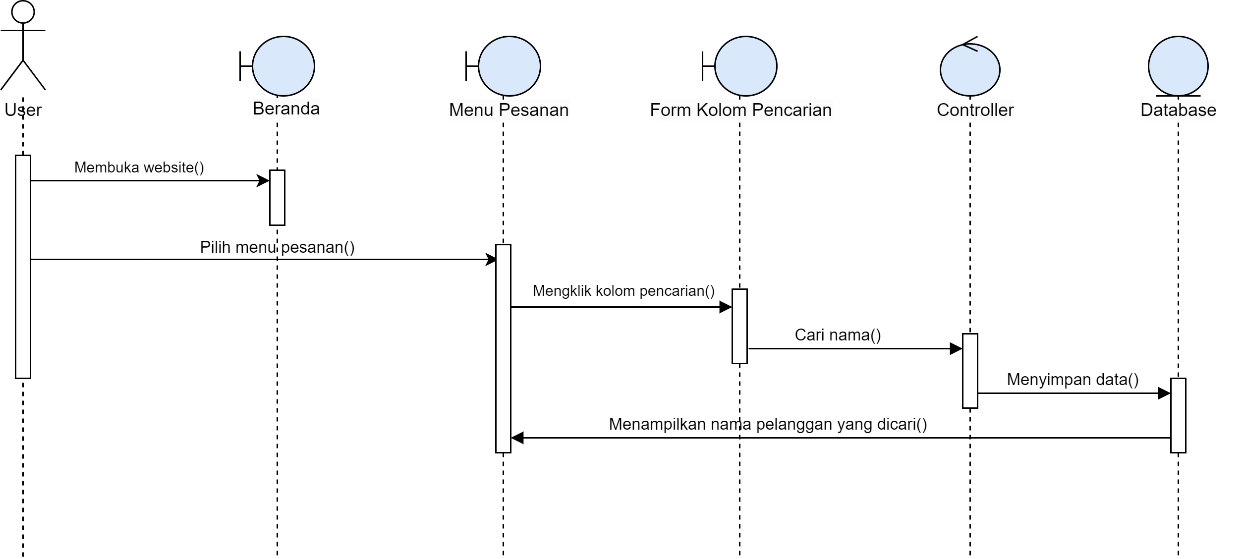 User
Beranda
Menu Pesanan
Form Kolom Pencarian
Controller
Database
Membuka website()
Pilih menu pesanan()
Mengklik kolom pencarian()
Cari nama()
Menyimpan data()
Menampilkan nama pelanggan yang dicari()